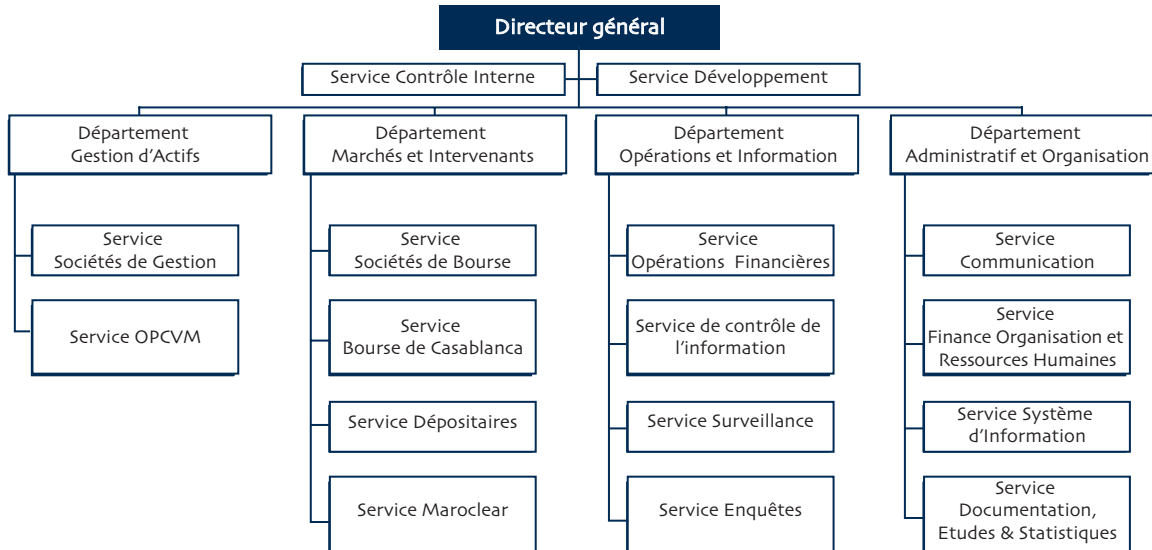 Directeur général
Service Contrôle Interne
Service Développement
Département
Gestion d'Actifs
Département
Marchés et Intervenants
Département
Opérations et Information
Département
Administratif et Organisation
Service
Sociétés de Gestion
Service
Sociétés de Bourse
Service
Opérations Financières
Service
Communication
Service OPCVM
Service
Bourse de Casablanca
Service de contrôle de
l'information
Service
Finance Organisation et
Ressources Humaines
Service Dépositaires
Service Surveillance
Service Système
d'Information
Service Maroclear
Service Enquêtes
Service
Documentation,
Etudes & Statistiques